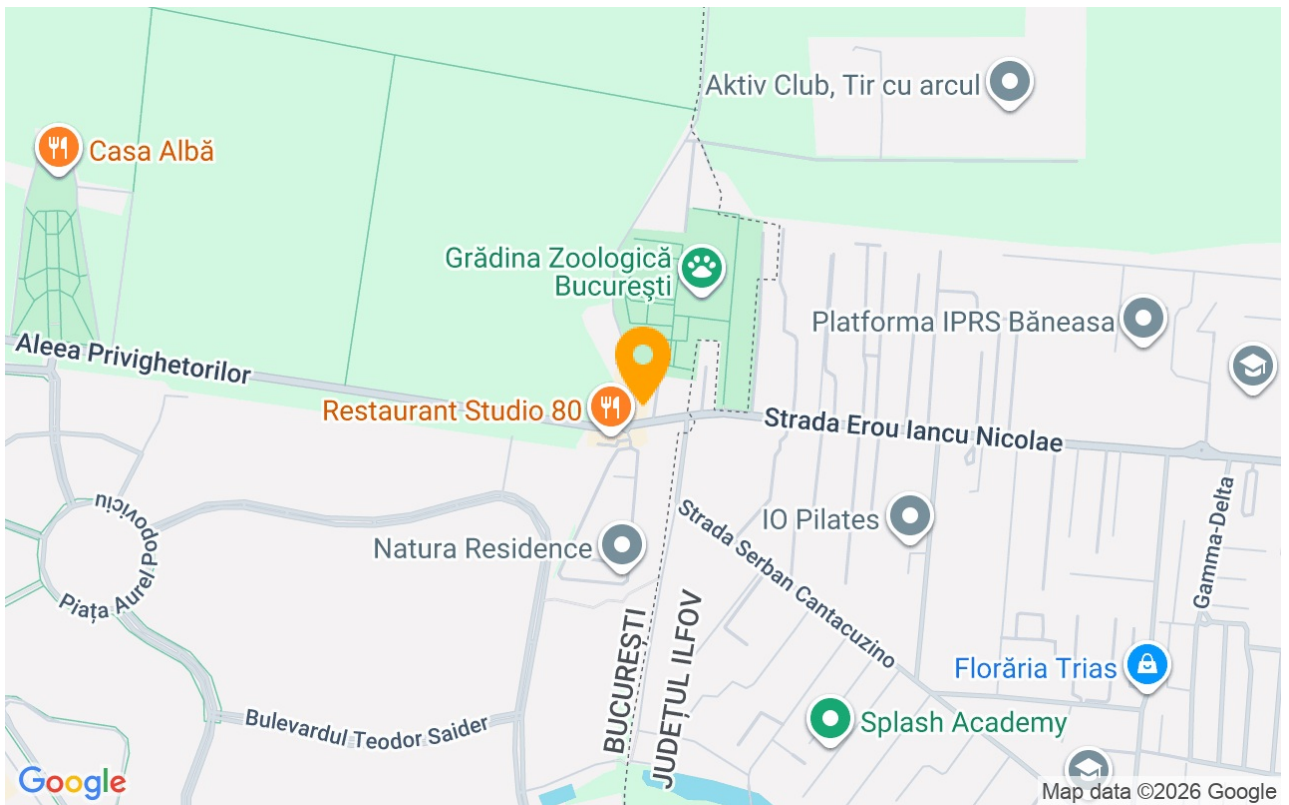 Aktiv Club, Tir cu arcul
Casa Albă
Grădina Zoologică
Bucureşti
Platforma IPRS Băneasa
Aleea Privighetorilor
Restaurant Studio 80
Strada Erou Iancu Nicolae
Piața Aurel Popoviciu
Natura Residence
IO Pilates
Strada Serban Cantacuzino
Gamma-Delta
BUCUREȘTI
JUDEȚUL ILFOV
Florăria Trias
Bulevardul Teodor Saider
Splash Academy
Google
Map data ©2026 Google